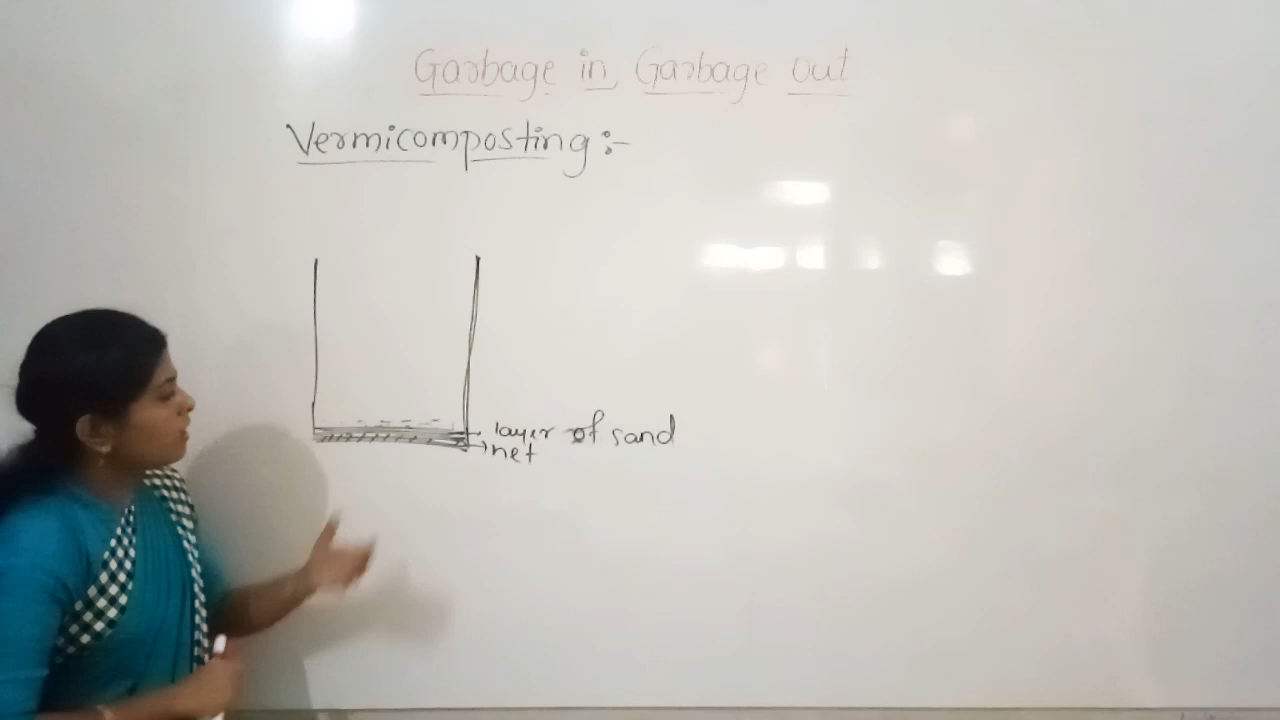 Garbage in, Garbage out
Vermicomposting :-
layer of sand
net